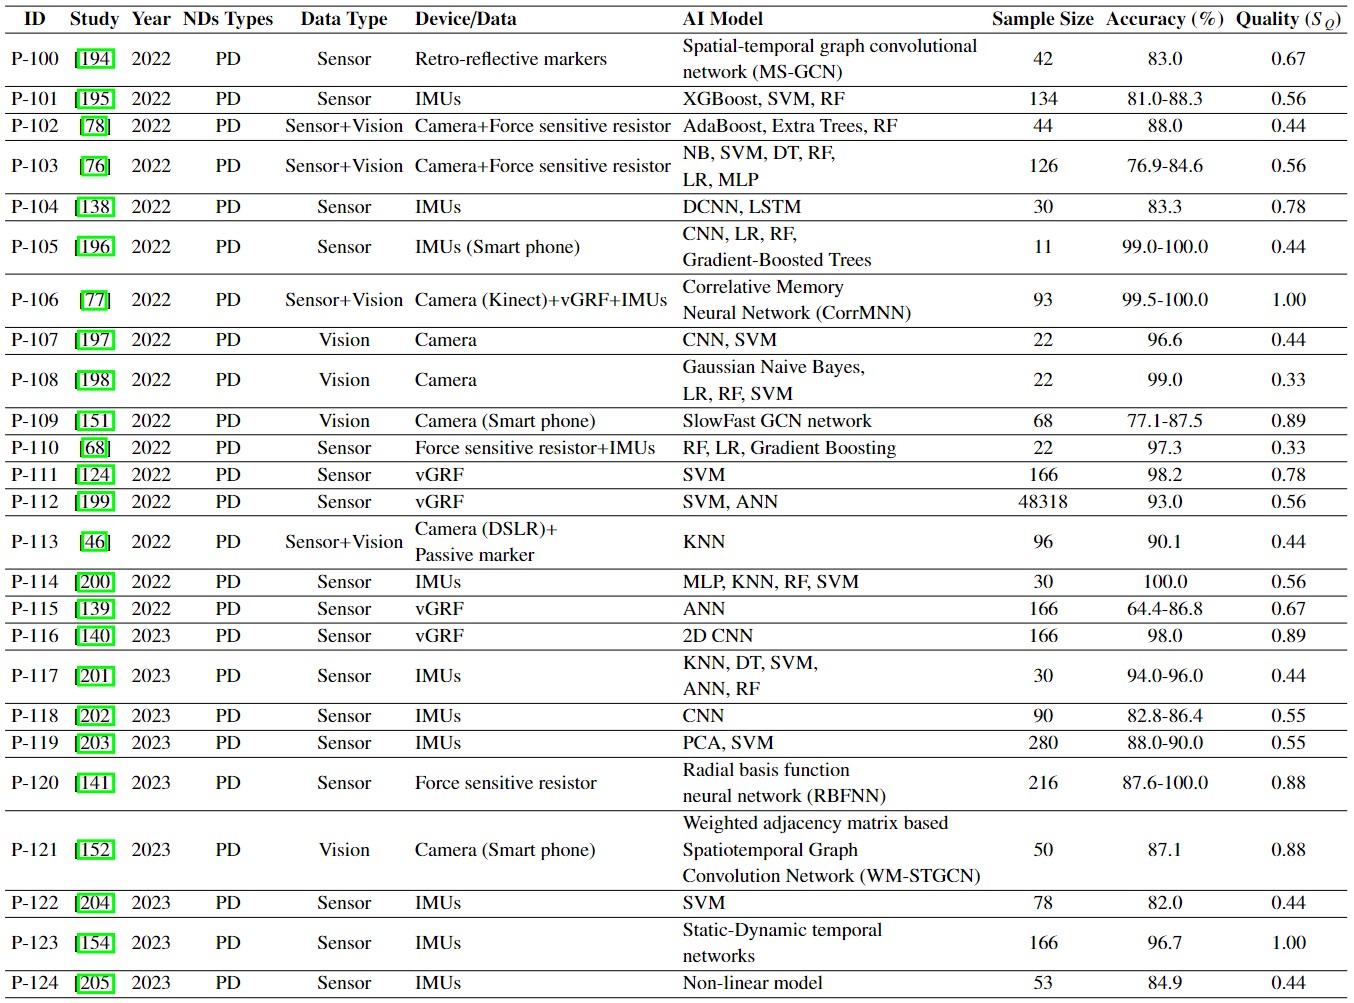 ID Study Year NDs Types Data Type Device/Data AI Model Sample Size Accuracy (%) Quality (S_Q)
P-100 [194] 2022 PD Sensor Retro-reflective markers Spatial-temporal graph convolutional
network (MS-GCN) 42 83.0 0.67
P-101 [195] 2022 PD Sensor IMUs XGBoost, SVM, RF 134 81.0-88.3 0.56
P-102 [78] 2022 PD Sensor+Vision Camera+Force sensitive resistor AdaBoost, Extra Trees, RF 44 88.0 0.44
P-103 [76] 2022 PD Sensor+Vision Camera+Force sensitive resistor NB, SVM, DT, RF,
LR, MLP 126 76.9-84.6 0.56
P-104 [138] 2022 PD Sensor IMUs DCNN, LSTM 30 83.3 0.78
P-105 [196] 2022 PD Sensor IMUs (Smart phone) CNN, LR, RF,
Gradient-Boosted Trees 11 99.0-100.0 0.44
P-106 [77] 2022 PD Sensor+Vision Camera (Kinect)+vGRF+IMUs Correlative Memory
Neural Network (CorrMNN) 93 99.5-100.0 1.00
P-107 [197] 2022 PD Vision Camera CNN, SVM 22 96.6 0.44
P-108 [198] 2022 PD Vision Camera Gaussian Naive Bayes,
LR, RF, SVM 22 99.0 0.33
P-109 [151] 2022 PD Vision Camera (Smart phone) SlowFast GCN network 68 77.1-87.5 0.89
P-110 [68] 2022 PD Sensor Force sensitive resistor+IMUs RF, LR, Gradient Boosting 22 97.3 0.33
P-111 [124] 2022 PD Sensor vGRF SVM 166 98.2 0.78
P-112 [199] 2022 PD Sensor vGRF SVM, ANN 48318 93.0 0.56
P-113 [46] 2022 PD Sensor+Vision Camera (DSLR)+
Passive marker KNN 96 90.1 0.44
P-114 [200] 2022 PD Sensor IMUs MLP, KNN, RF, SVM 30 100.0 0.56
P-115 [139] 2022 PD Sensor vGRF ANN 166 64.4-86.8 0.67
P-116 [140] 2023 PD Sensor vGRF 2D CNN 166 98.0 0.89
P-117 [201] 2023 PD Sensor IMUs KNN, DT, SVM,
ANN, RF 30 94.0-96.0 0.44
P-118 [202] 2023 PD Sensor IMUs CNN 90 82.8-86.4 0.55
P-119 [203] 2023 PD Sensor IMUs PCA, SVM 280 88.0-90.0 0.55
P-120 [141] 2023 PD Sensor Force sensitive resistor Radial basis function
neural network (RBFNN) 216 87.6-100.0 0.88
P-121 [152] 2023 PD Vision Camera (Smart phone) Weighted adjacency matrix based
Spatiotemporal Graph
Convolution Network (WM-STGCN) 50 87.1 0.88
P-122 [204] 2023 PD Sensor IMUs SVM 78 82.0 0.44
P-123 [154] 2023 PD Sensor IMUs Static-Dynamic temporal
networks 166 96.7 1.00
P-124 [205] 2023 PD Sensor IMUs Non-linear model 53 84.9 0.44